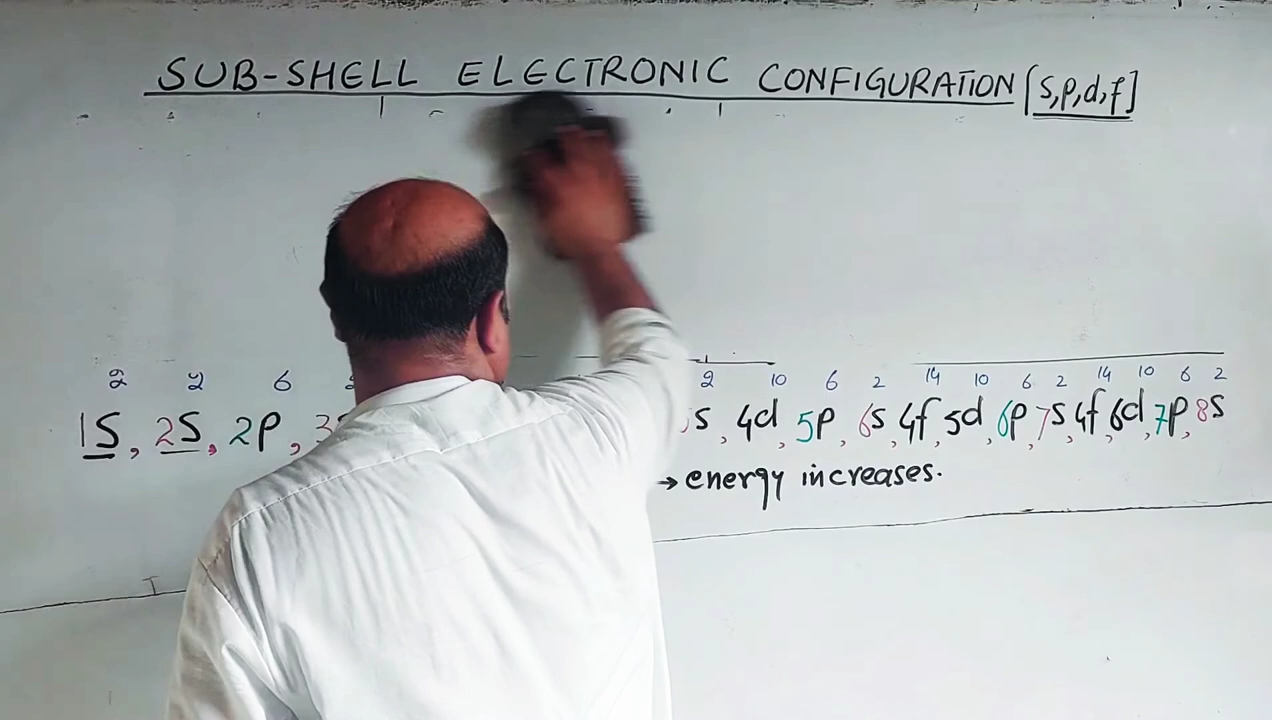 SUB-SHELL ELECTRONIC CONFIGURATION [s,p,d,f]
2 2 6 2 10 6 2 14 10 6 2 14 10 6 2
1s, 2s, 2p, 3s s, 4d, 5p, 6s, 4f, 5d, 6p, 7s, 4f, 6d, 7p, 8s
→ energy increases.